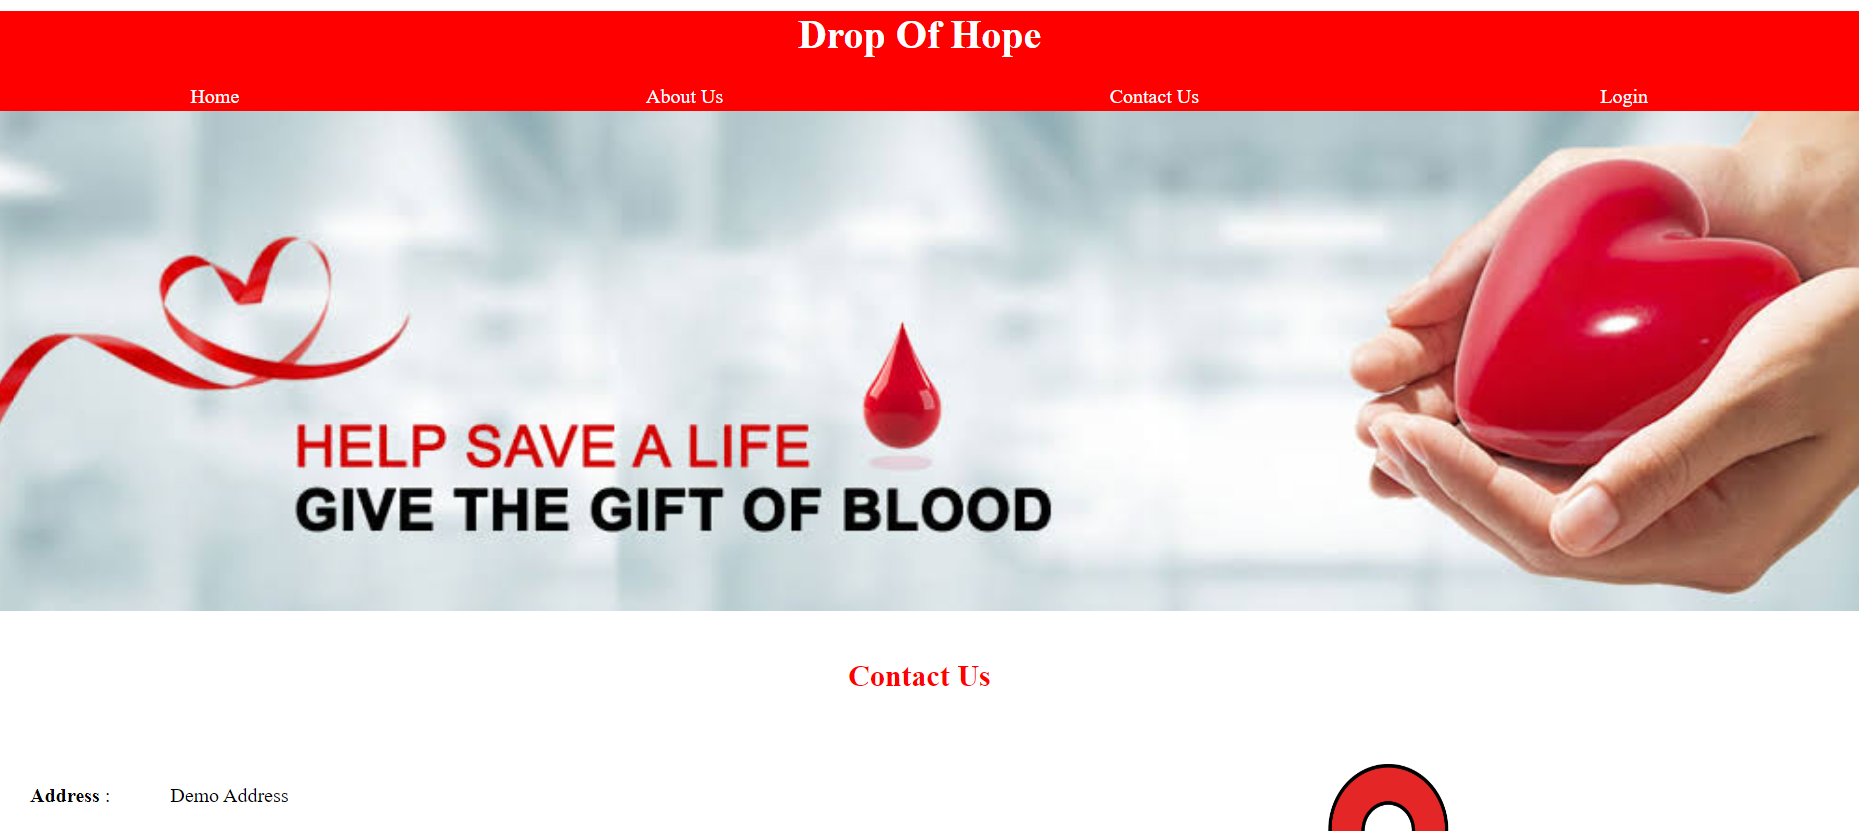 Drop Of Hope
Home About Us Contact Us Login
HELP SAVE A LIFE
GIVE THE GIFT OF BLOOD
Contact Us
Address : Demo Address